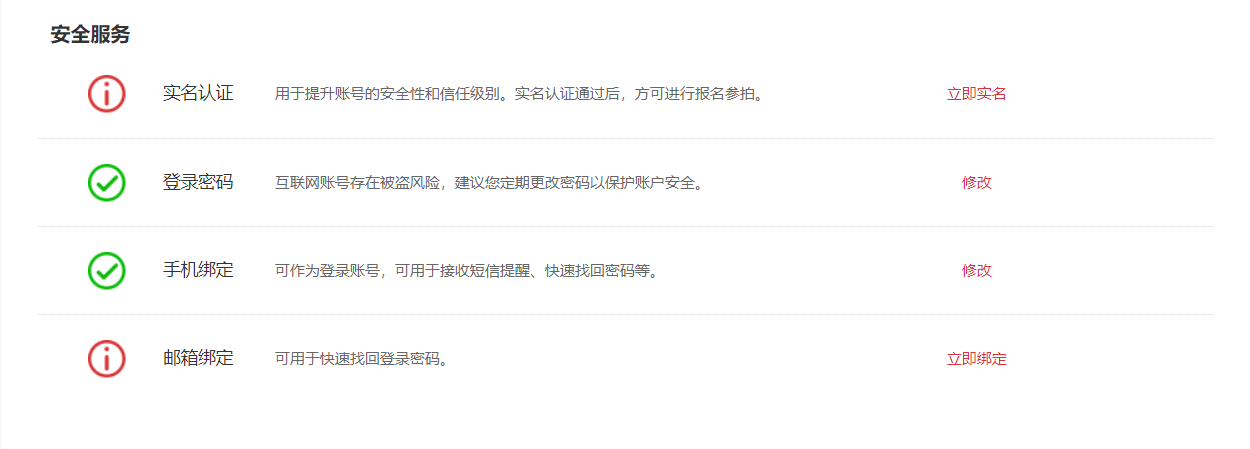 安全服务
实名认证 用于提升账号的安全性和信任级别。实名认证通过后，方可进行报名参拍。 立即实名
登录密码 互联网账号存在被盗风险，建议您定期更改密码以保护账户安全。 修改
手机绑定 可作为登录账号，可用于接收短信提醒、快速找回密码等。 修改
邮箱绑定 可用于快速找回登录密码。 立即绑定